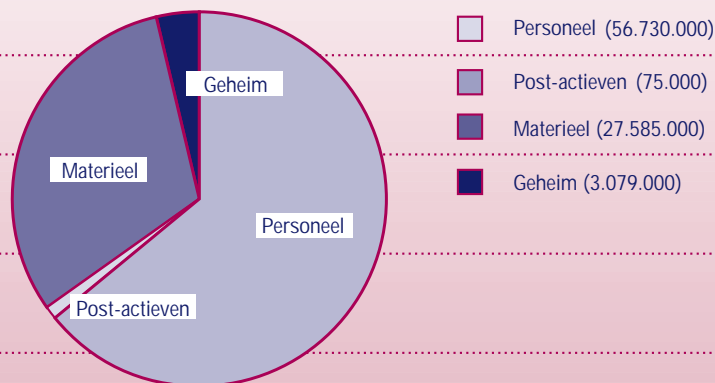 Geheim
Materieel
Personeel
Post-actieven
Personeel (56.730.000)
Post-actieven (75.000)
Materieel (27.585.000)
Geheim (3.079.000)